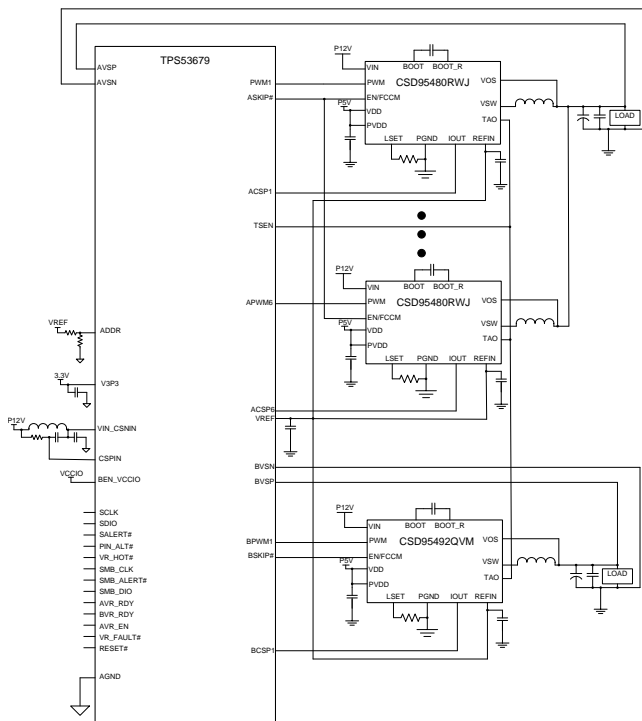 TPS53679
AVSP
AVSN
PWM1
ASKIP#
ACSP1
TSEN
APWM6
ACSP6
VREF
BVSN
BVSP
BPWM1
BSKIP#
BCSP1
VREF
ADDR
3.3V
V3P3
P12V
VIN_CSNIN
CSPIN
VCCIO
BEN_VCCIO
SCLK
SDIO
SALERT#
PIN_ALT#
VR_HOT#
SMB_CLK
SMB_ALERT#
SMB_DIO
AVR_RDY
BVR_RDY
AVR_EN
VR_FAULT#
RESET#
AGND
P12V
VIN
BOOT BOOT_R
PWM
CSD95480RWJ
VOS
EN/FCCM
P5V
VDD
VSW
PVDD
TAO
LSET PGND IOUT REFIN
LOAD
P12V
VIN
BOOT BOOT_R
PWM
CSD95480RWJ
VOS
EN/FCCM
P5V
VDD
VSW
PVDD
TAO
LSET PGND IOUT REFIN
P12V
VIN
BOOT BOOT_R
PWM
CSD95492QVM
VOS
EN/FCCM
P5V
VDD
VSW
PVDD
TAO
LSET PGND IOUT REFIN
LOAD